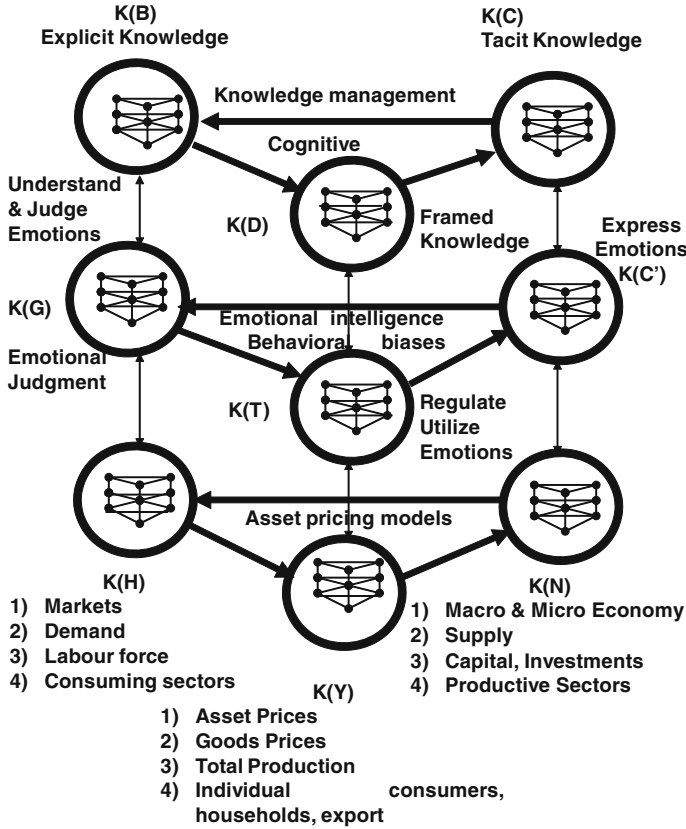 K(B)
Explicit Knowledge
K(C)
Tacit Knowledge
Knowledge management
Cognitive
Understand
& Judge
Emotions
K(D)
Framed
Knowledge
Express
Emotions
K(C’)
K(G)
Emotional intelligence
Behavioral biases
Emotional
Judgment
K(T)
Regulate
Utilize
Emotions
Asset pricing models
K(H)
1) Markets
2) Demand
3) Labour force
4) Consuming sectors
K(N)
1) Macro & Micro Economy
2) Supply
3) Capital, Investments
4) Productive Sectors
K(Y)
1) Asset Prices
2) Goods Prices
3) Total Production
4) Individual consumers,
households, export